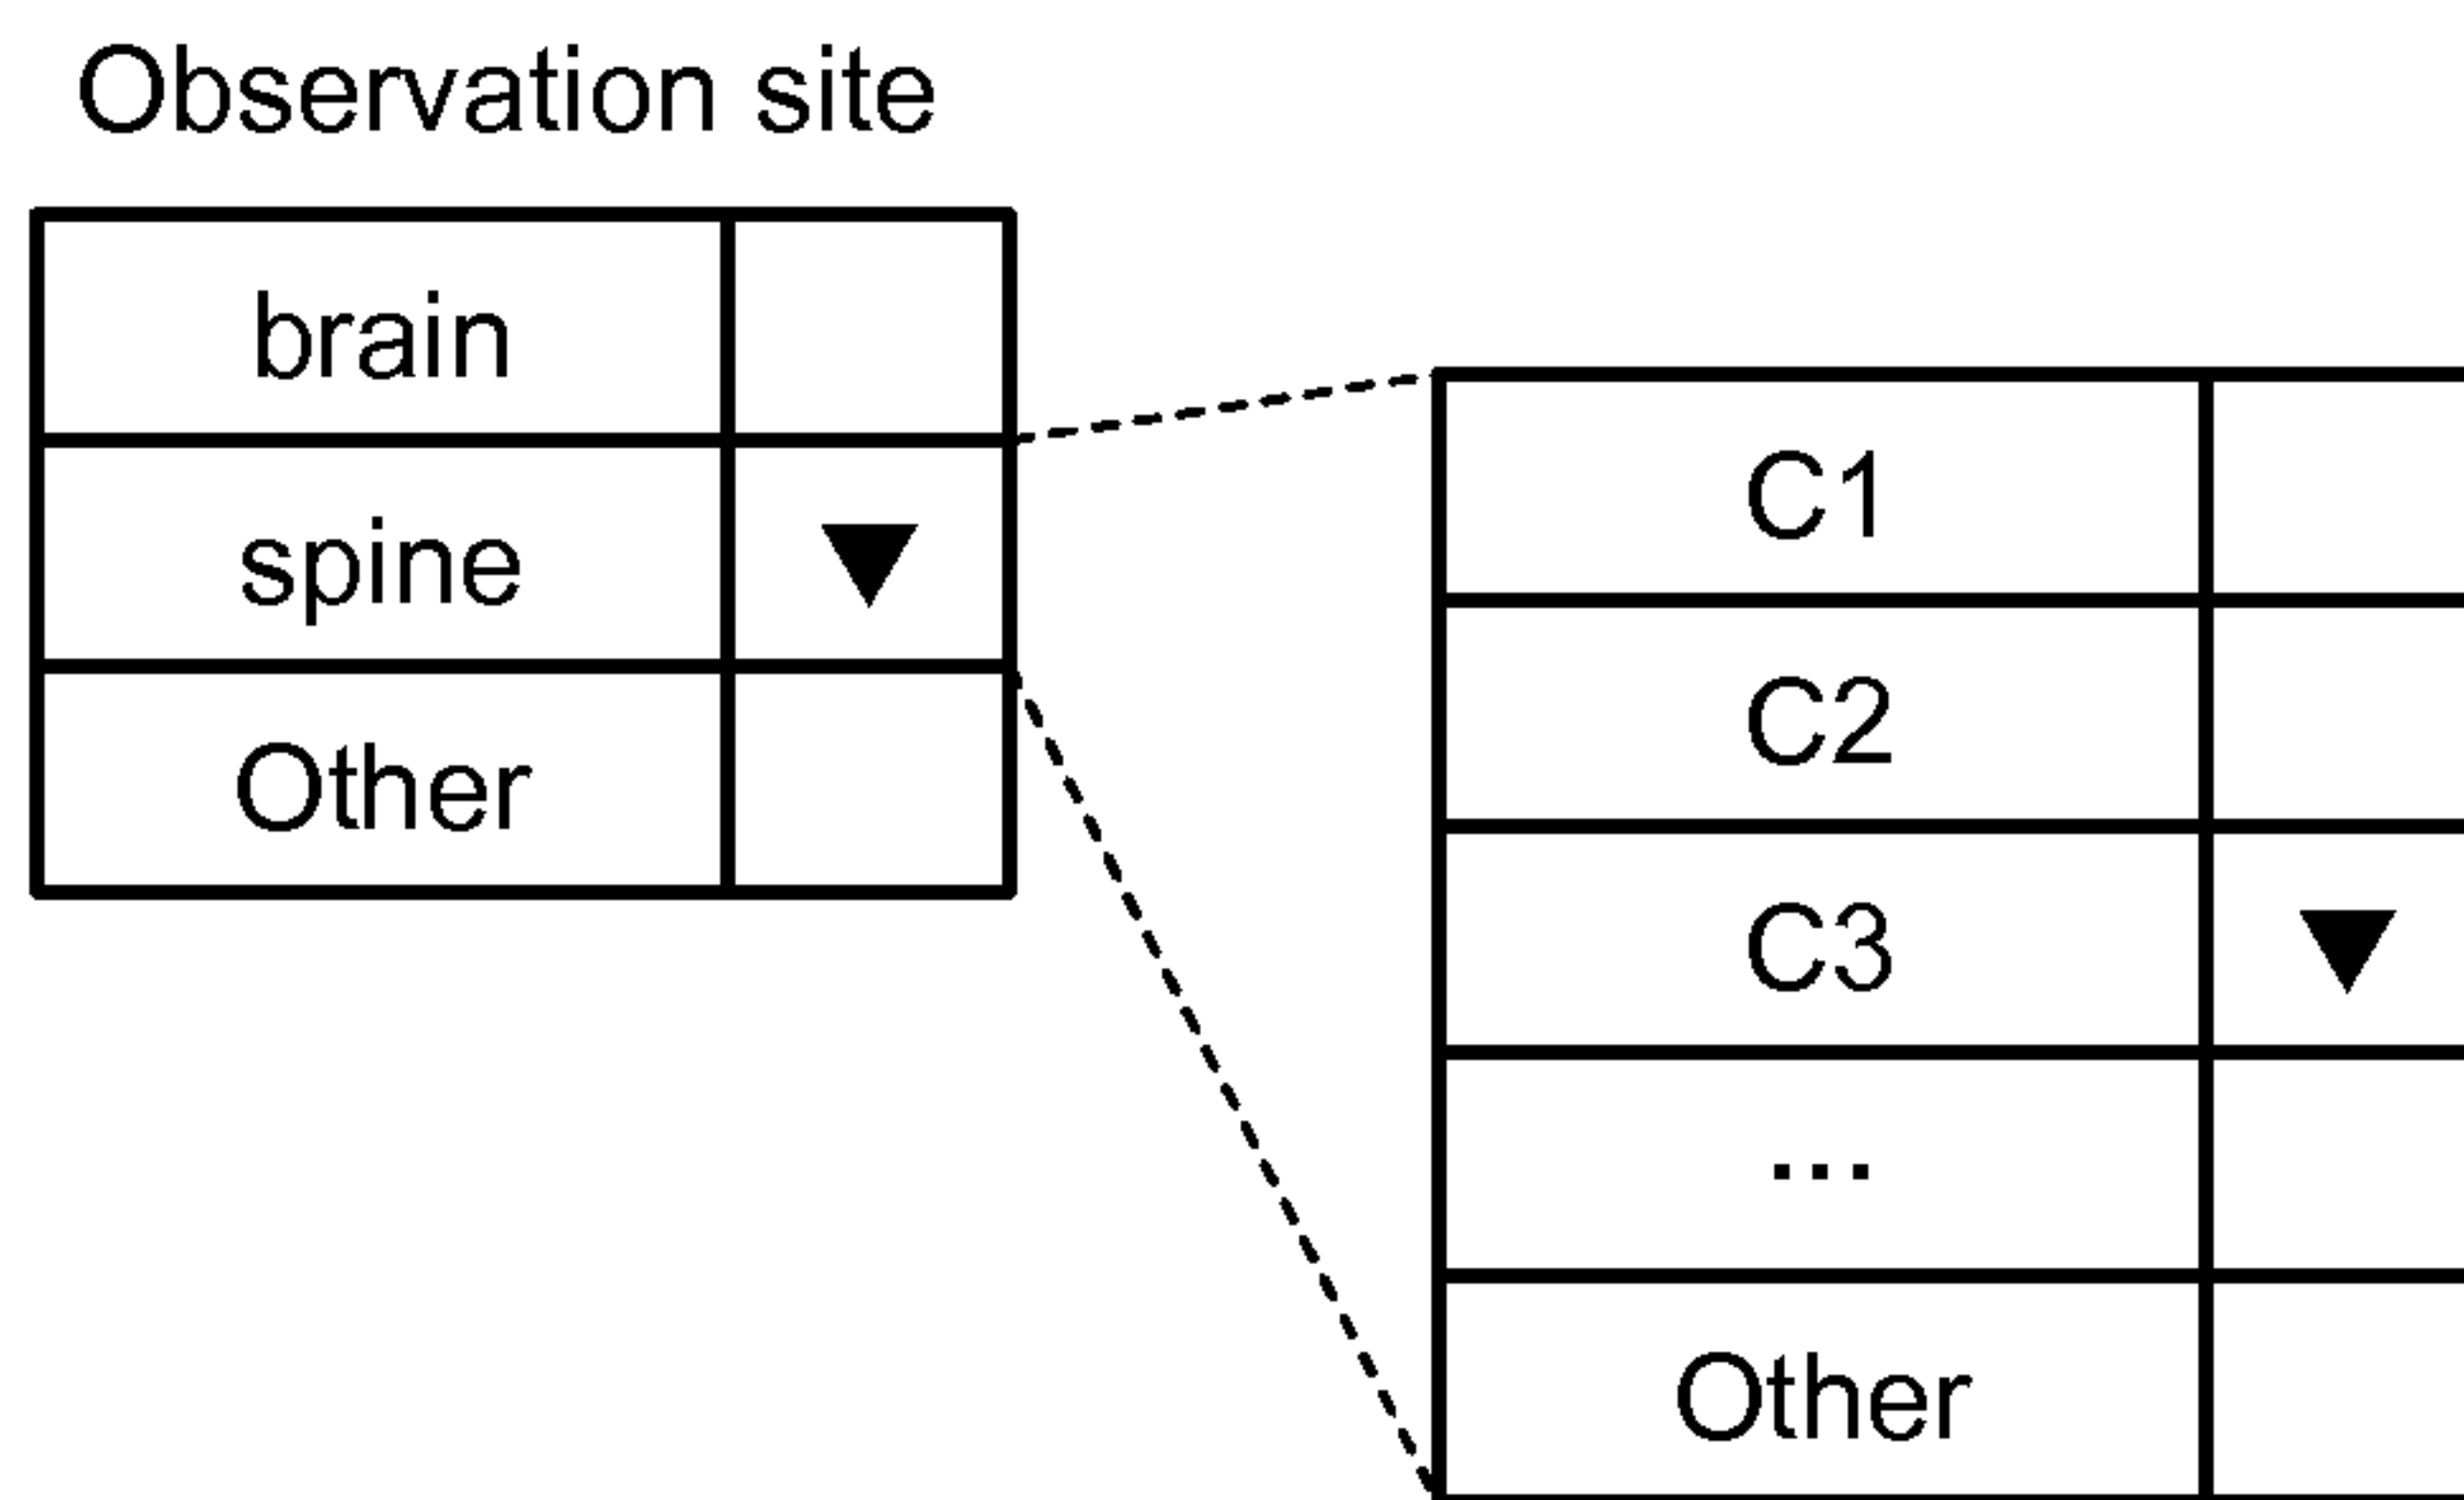 Observation site
brain
spine
Other
C1
C2
C3
...
Other